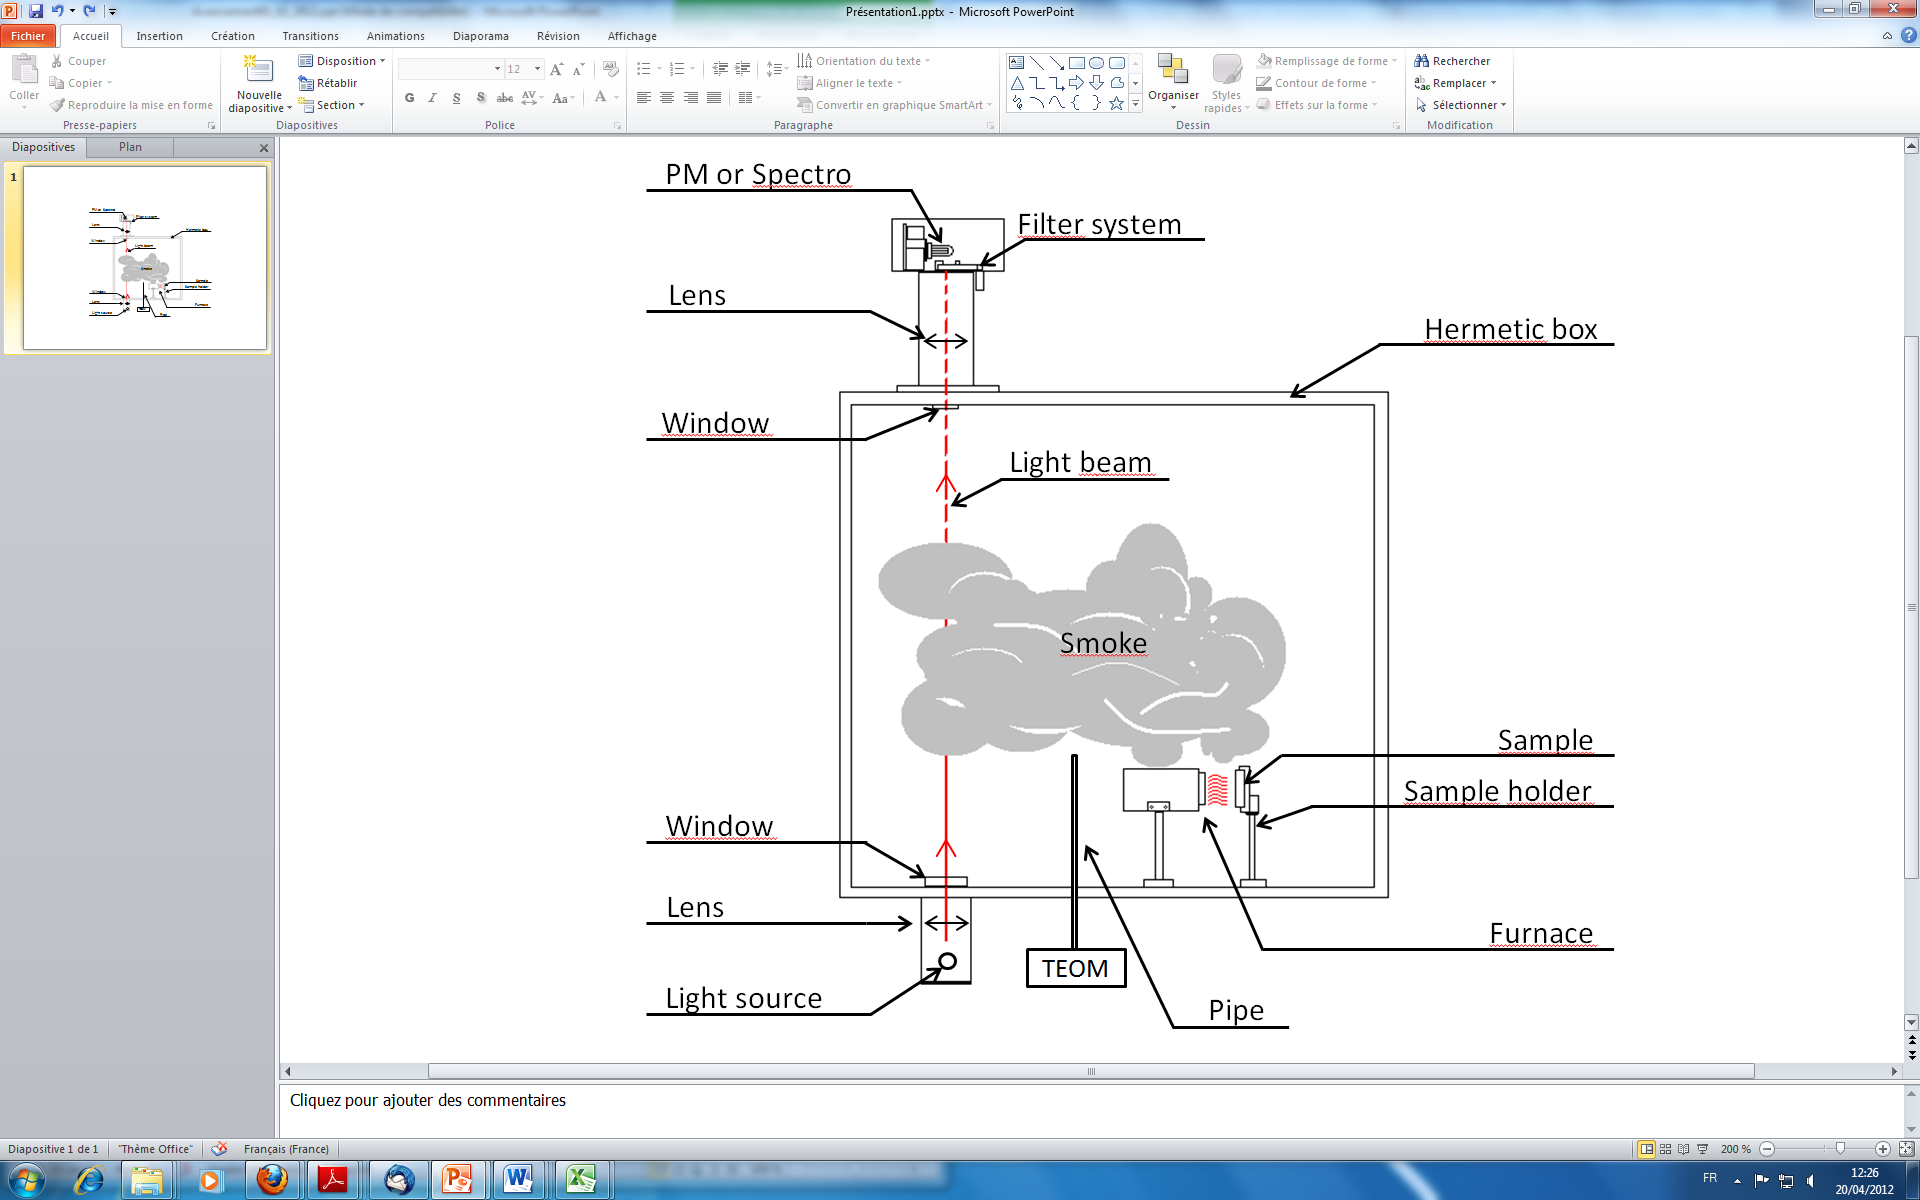 Présentation1.pptx - Microsoft PowerPoint
Fichier Accueil Insertion Création Transitions Animations Diaporama Révision Affichage
Coller
Couper
Copier
Reproduire la mise en forme
Presse-papiers
Nouvelle diapositive
Disposition
Rétablir
Section
Diapositives
12
G I S S abc AV Aa A
Police
Orientation du texte
Aligner le texte
Convertir en graphique SmartArt
Paragraphe
Organiser
Styles rapides
Remplissage de forme
Contour de forme
Effets sur la forme
Dessin
Rechercher
Remplacer
Sélectionner
Modification
Diapositives Plan
1
PM or Spectro
Filter system
Lens
Hermetic box
Window
Light beam
Smoke
Sample
Sample holder
Window
Lens
Furnace
TEOM
Light source
Pipe
Cliquez pour ajouter des commentaires
Diapositive 1 de 1 "Thème Office" Français (France) 200 %
FR 12:26
20/04/2012